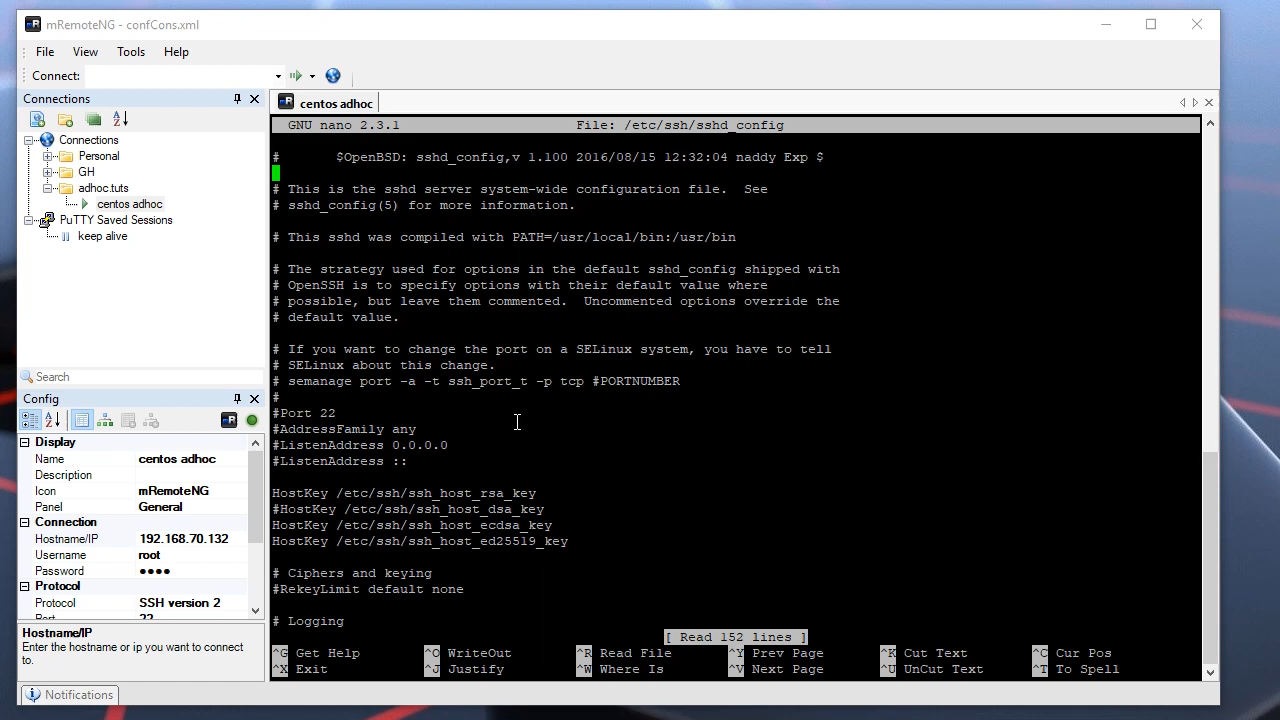 mRemoteNG - confCons.xml
File View Tools Help
Connect:
Connections
Connections
Personal
GH
adhoc.tuts
centos adhoc
PuTTY Saved Sessions
keep alive
Search
Config
Display
Name centos adhoc
Description
Icon mRemoteNG
Panel General
Connection
Hostname/IP 192.168.70.132
Username root
Password ●●●●
Protocol
Protocol SSH version 2
Port 22
Hostname/IP
Enter the hostname or ip you want to connect
to.
Notifications
centos adhoc
GNU nano 2.3.1 File: /etc/ssh/sshd_config
# $OpenBSD: sshd_config,v 1.100 2016/08/15 12:32:04 naddy Exp $
# This is the sshd server system-wide configuration file. See
# sshd_config(5) for more information.
# This sshd was compiled with PATH=/usr/local/bin:/usr/bin
# The strategy used for options in the default sshd_config shipped with
# OpenSSH is to specify options with their default value where
# possible, but leave them commented. Uncommented options override the
# default value.
# If you want to change the port on a SELinux system, you have to tell
# SELinux about this change.
# semanage port -a -t ssh_port_t -p tcp #PORTNUMBER
#
#Port 22
#AddressFamily any
#ListenAddress 0.0.0.0
#ListenAddress ::
HostKey /etc/ssh/ssh_host_rsa_key
#HostKey /etc/ssh/ssh_host_dsa_key
HostKey /etc/ssh/ssh_host_ecdsa_key
HostKey /etc/ssh/ssh_host_ed25519_key
# Ciphers and keying
#RekeyLimit default none
# Logging
[ Read 152 lines ]
^G Get Help ^O WriteOut ^R Read File ^Y Prev Page ^K Cut Text ^C Cur Pos
^X Exit ^J Justify ^W Where Is ^V Next Page ^U UnCut Text ^T To Spell